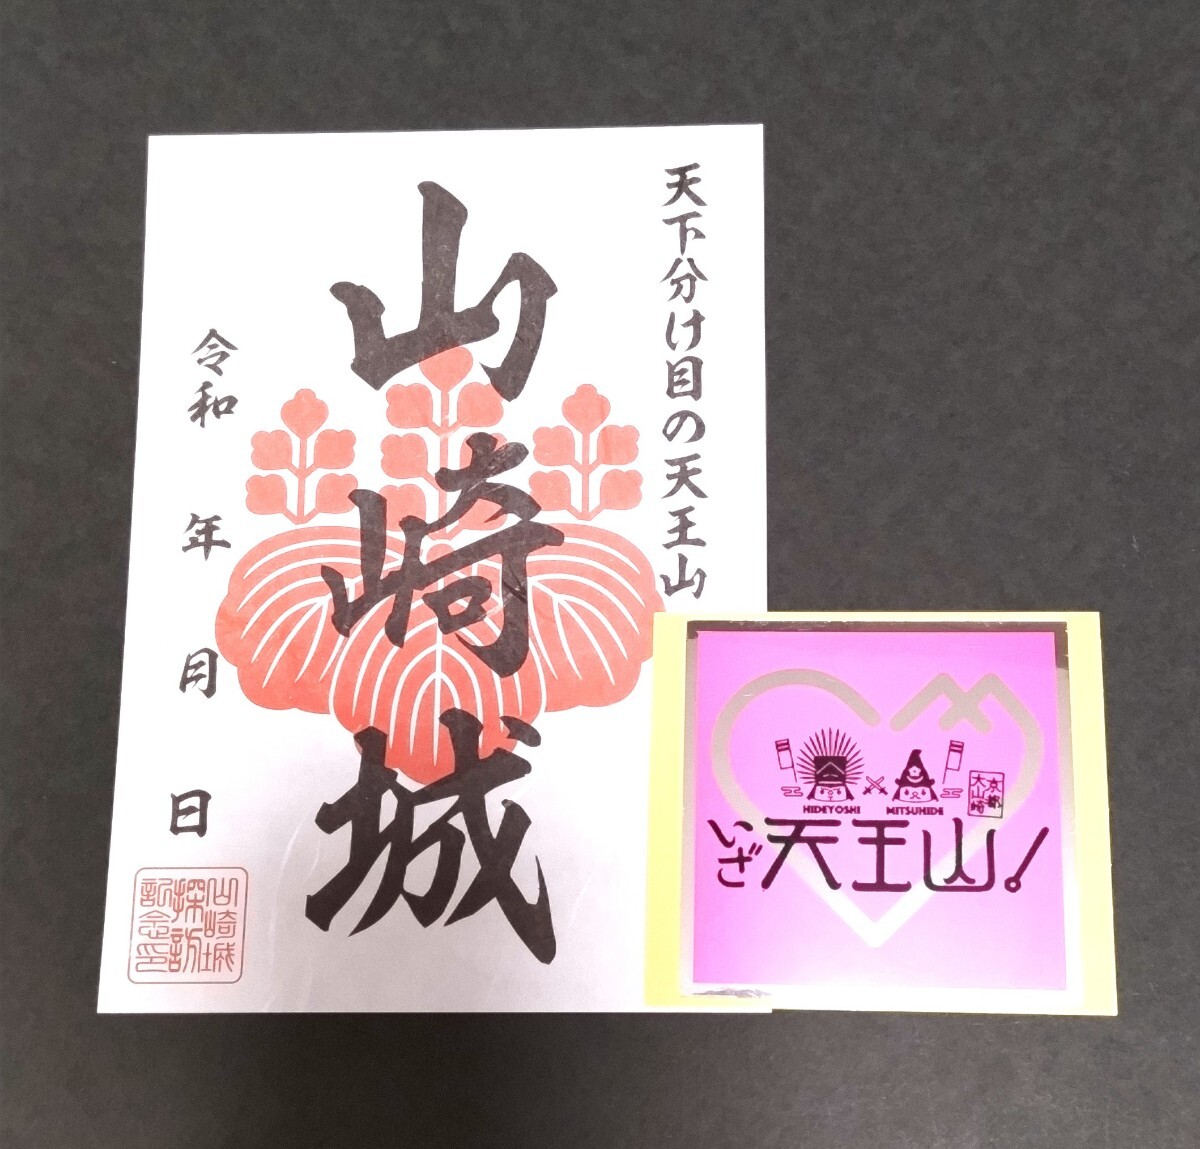 天下分け目の天王山
山崎城
令和 年 月 日
山崎城
探訪
記念印
HIDEYOSHI
MITSUHIDE
京都
大山崎
いざ天王山!